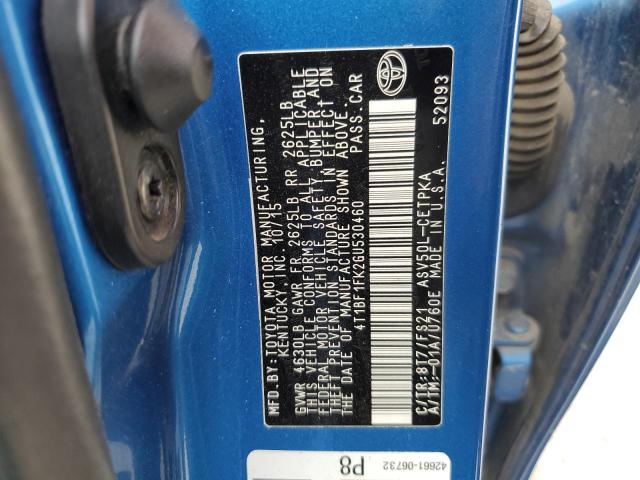 MFD. BY: TOYOTA MOTOR MANUFACTURING,
KENTUCKY, INC. 10/15
GVWR 4630LB GAWR FR 2625LB RR 2625LB
THIS VEHICLE CONFORMS TO ALL APPLICABLE
FEDERAL MOTOR VEHICLE SAFETY, BUMPER, AND
THEFT PREVENTION STANDARDS IN EFFECT ON
THE DATE OF MANUFACTURE SHOWN ABOVE.
4T1BF1FK2GU530460 PASS. CAR
C/TR: 8T7/FS21 ASV50L-CETPKA 52093
A/TM: -01A/U760E MADE IN U.S.A.
42661-06732
P8